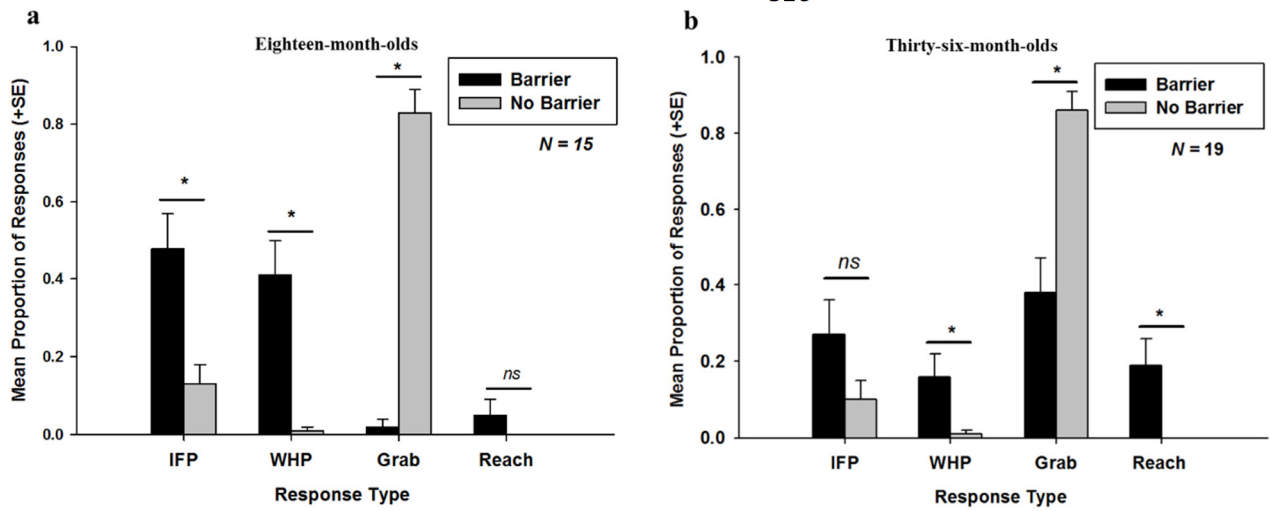 a
Eighteen-month-olds
Mean Proportion of Responses (+SE)
1.0
0.8
0.6
0.4
0.2
0.0
Barrier
No Barrier
N = 15
*
*
*
ns
IFP WHP Grab Reach
Response Type
b
Thirty-six-month-olds
Mean Proportion of Responses (+SE)
1.0
0.8
0.6
0.4
0.2
0.0
Barrier
No Barrier
N = 19
ns
*
*
*
IFP WHP Grab Reach
Response Type